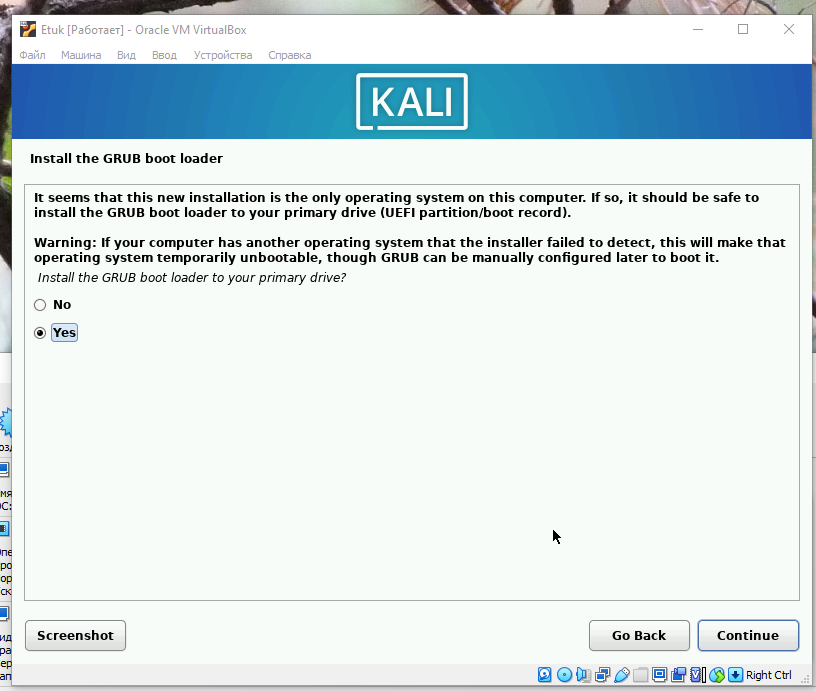 Etuk [Работает] - Oracle VM VirtualBox
Файл Машина Вид Ввод Устройства Справка
KALI
Install the GRUB boot loader
It seems that this new installation is the only operating system on this computer. If so, it should be safe to
install the GRUB boot loader to your primary drive (UEFI partition/boot record).
Warning: If your computer has another operating system that the installer failed to detect, this will make that
operating system temporarily unbootable, though GRUB can be manually configured later to boot it.
Install the GRUB boot loader to your primary drive?
No
Yes
Screenshot Go Back Continue
Right Ctrl